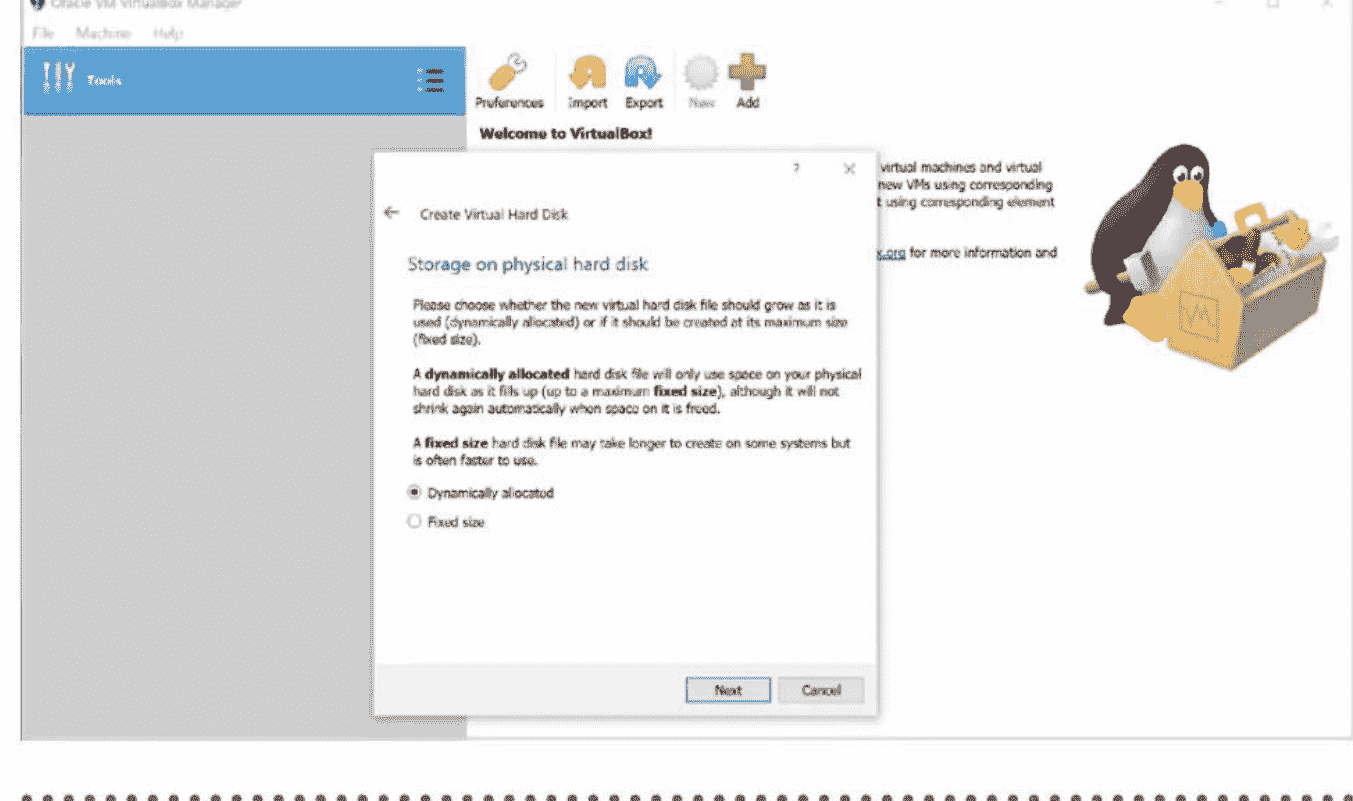 Oracle VM VirtualBox Manager
File Machine Help
Tools
Preferences Import Export New Add
Welcome to VirtualBox!
virtual machines and virtual
new VMs using corresponding
t using corresponding element
x.org for more information and
? ×
← Create Virtual Hard Disk
Storage on physical hard disk
Please choose whether the new virtual hard disk file should grow as it is
used (dynamically allocated) or if it should be created at its maximum size
(fixed size).
A dynamically allocated hard disk file will only use space on your physical
hard disk as it fills up (up to a maximum fixed size), although it will not
shrink again automatically when space on it is freed.
A fixed size hard disk file may take longer to create on some systems but
is often faster to use.
Dynamically allocated
Fixed size
Next Cancel